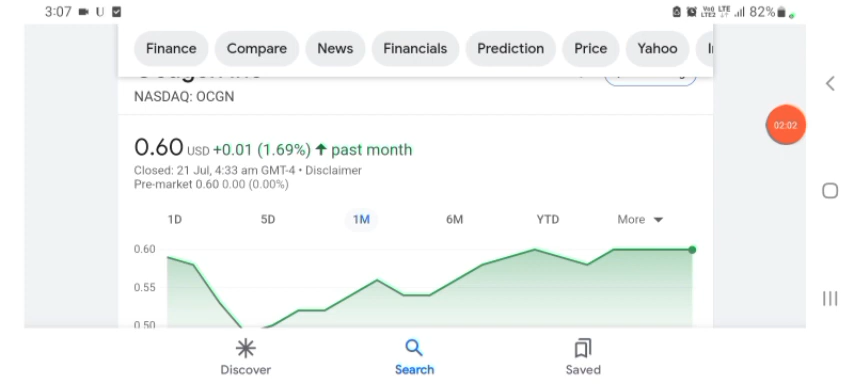 3:07 U 82%
Finance Compare News Financials Prediction Price Yahoo
NASDAQ: OCGN
0.60 USD +0.01 (1.69%) ↑ past month
Closed: 21 Jul, 4:33 am GMT-4 • Disclaimer
Pre-market 0.60 0.00 (0.00%)
1D 5D 1M 6M YTD More
0.60
0.55
0.50
Discover Search Saved
02:02